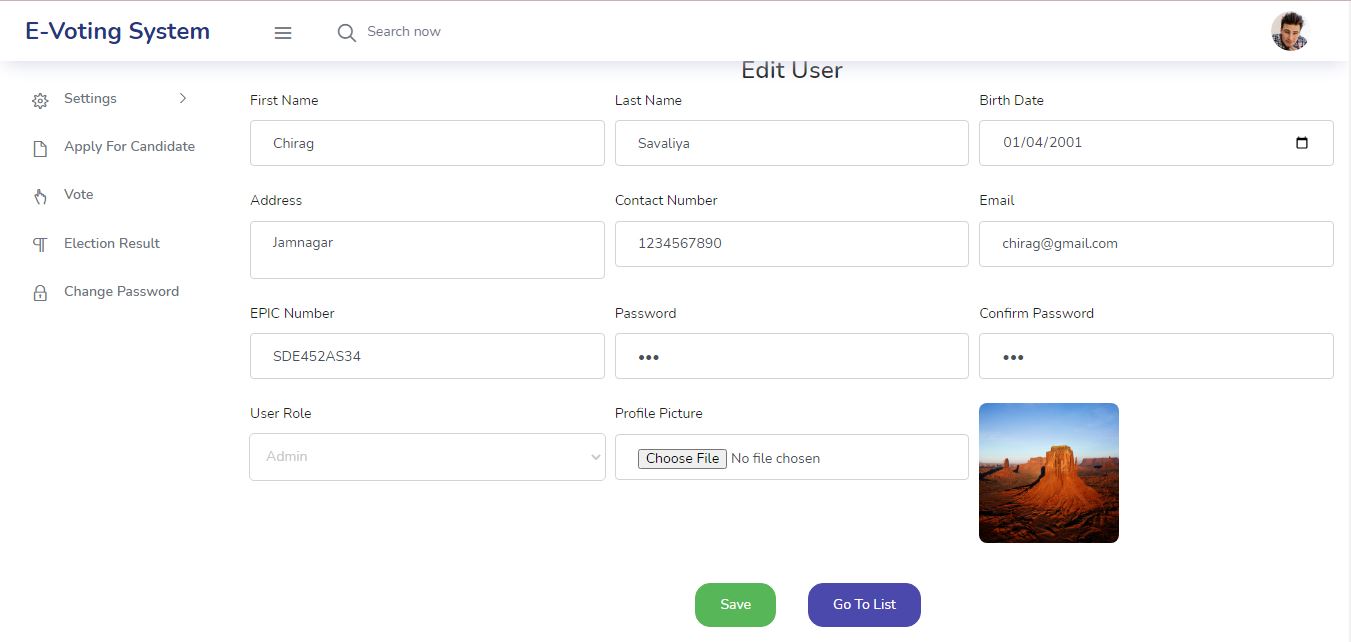 E-Voting System
Search now
Edit User
Settings
Apply For Candidate
Vote
Election Result
Change Password
First Name
Last Name
Birth Date
Chirag
Savaliya
01/04/2001
Address
Contact Number
Email
Jamnagar
1234567890
chirag@gmail.com
EPIC Number
Password
Confirm Password
SDE452AS34
•••
•••
User Role
Profile Picture
Admin
Choose File No file chosen
Save
Go To List